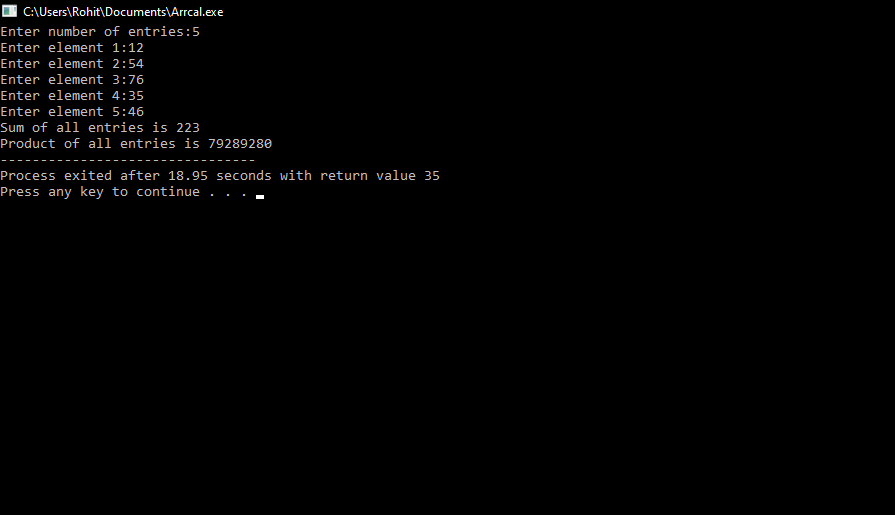 C:\Users\Rohit\Documents\Arrcal.exe
Enter number of entries:5
Enter element 1:12
Enter element 2:54
Enter element 3:76
Enter element 4:35
Enter element 5:46
Sum of all entries is 223
Product of all entries is 79289280
--------------------------------
Process exited after 18.95 seconds with return value 35
Press any key to continue . . .